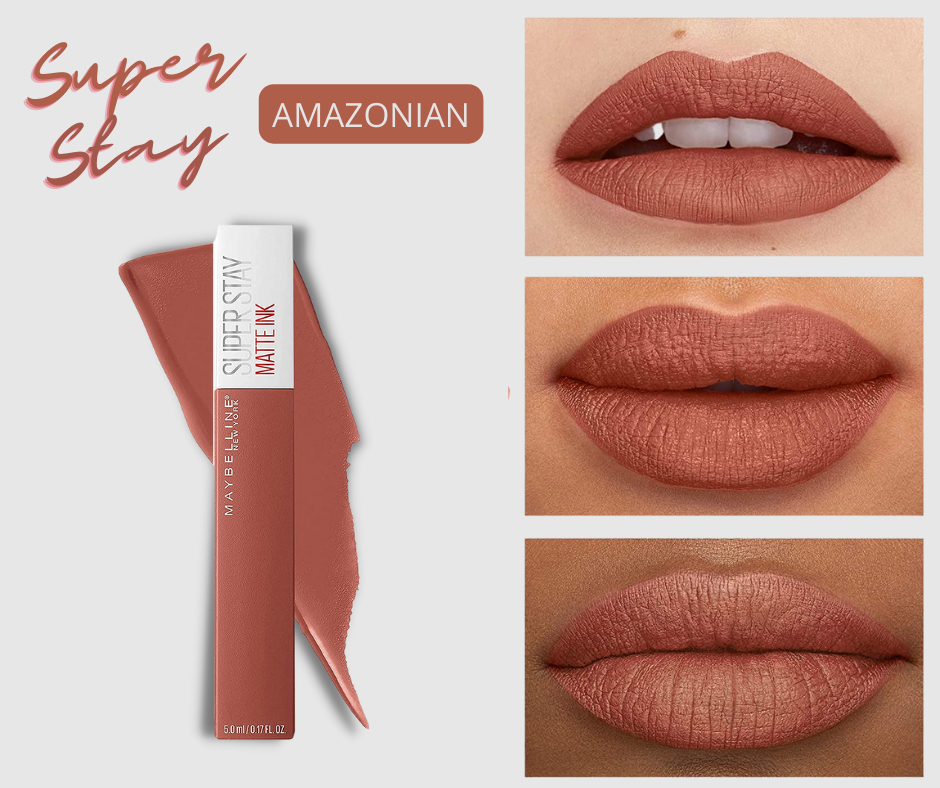 Super
Stay
AMAZONIAN
SUPER STAY
MATTE INK
MAYBELLINE®
NEW YORK
5.0 ml / 0.17 FL. OZ